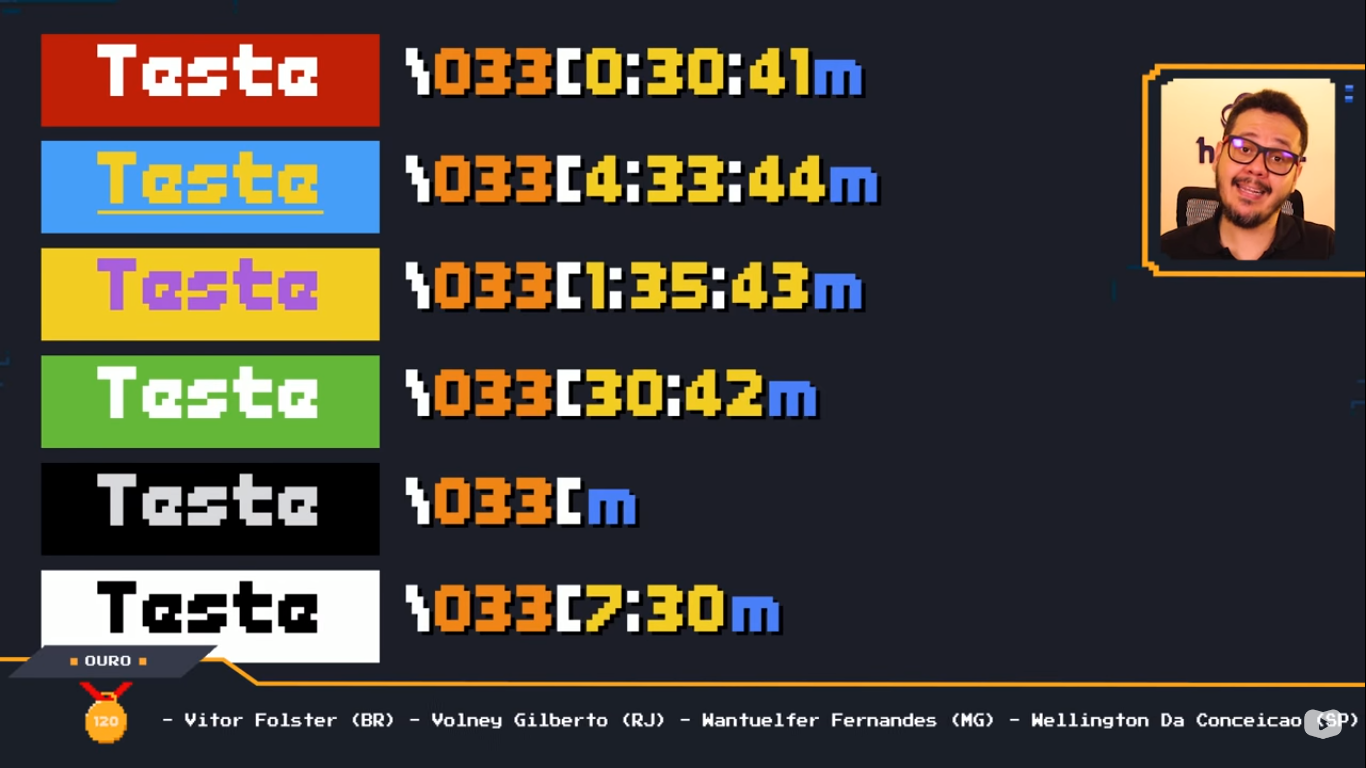 Teste \033[0:30:41m
Teste \033[4:33:44m
Teste \033[1:35:43m
Teste \033[30:42m
Teste \033[m
Teste \033[7:30m
OURO
120 - Vitor Folster (BR) - Volney Gilberto (RJ) - Wantuelfer Fernandes (MG) - Wellington Da Conceicao (SP)